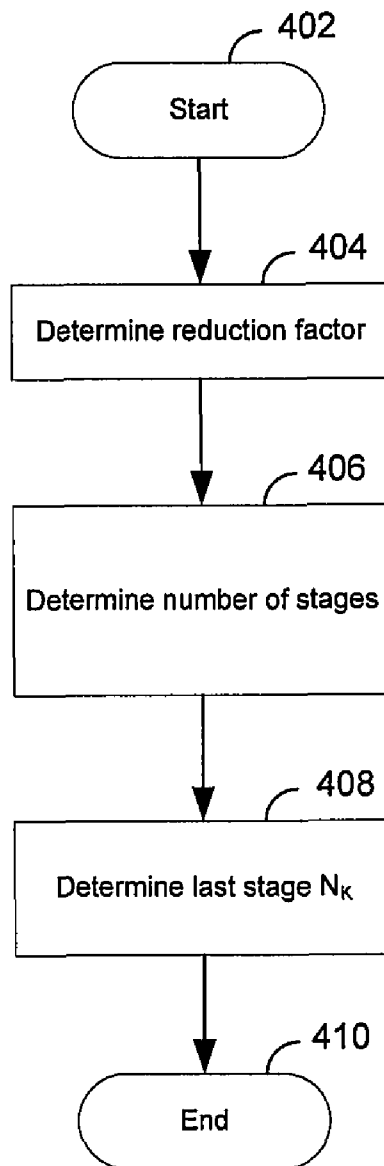 402
Start
404
Determine reduction factor
406
Determine number of stages
408
Determine last stage N_K
410
End